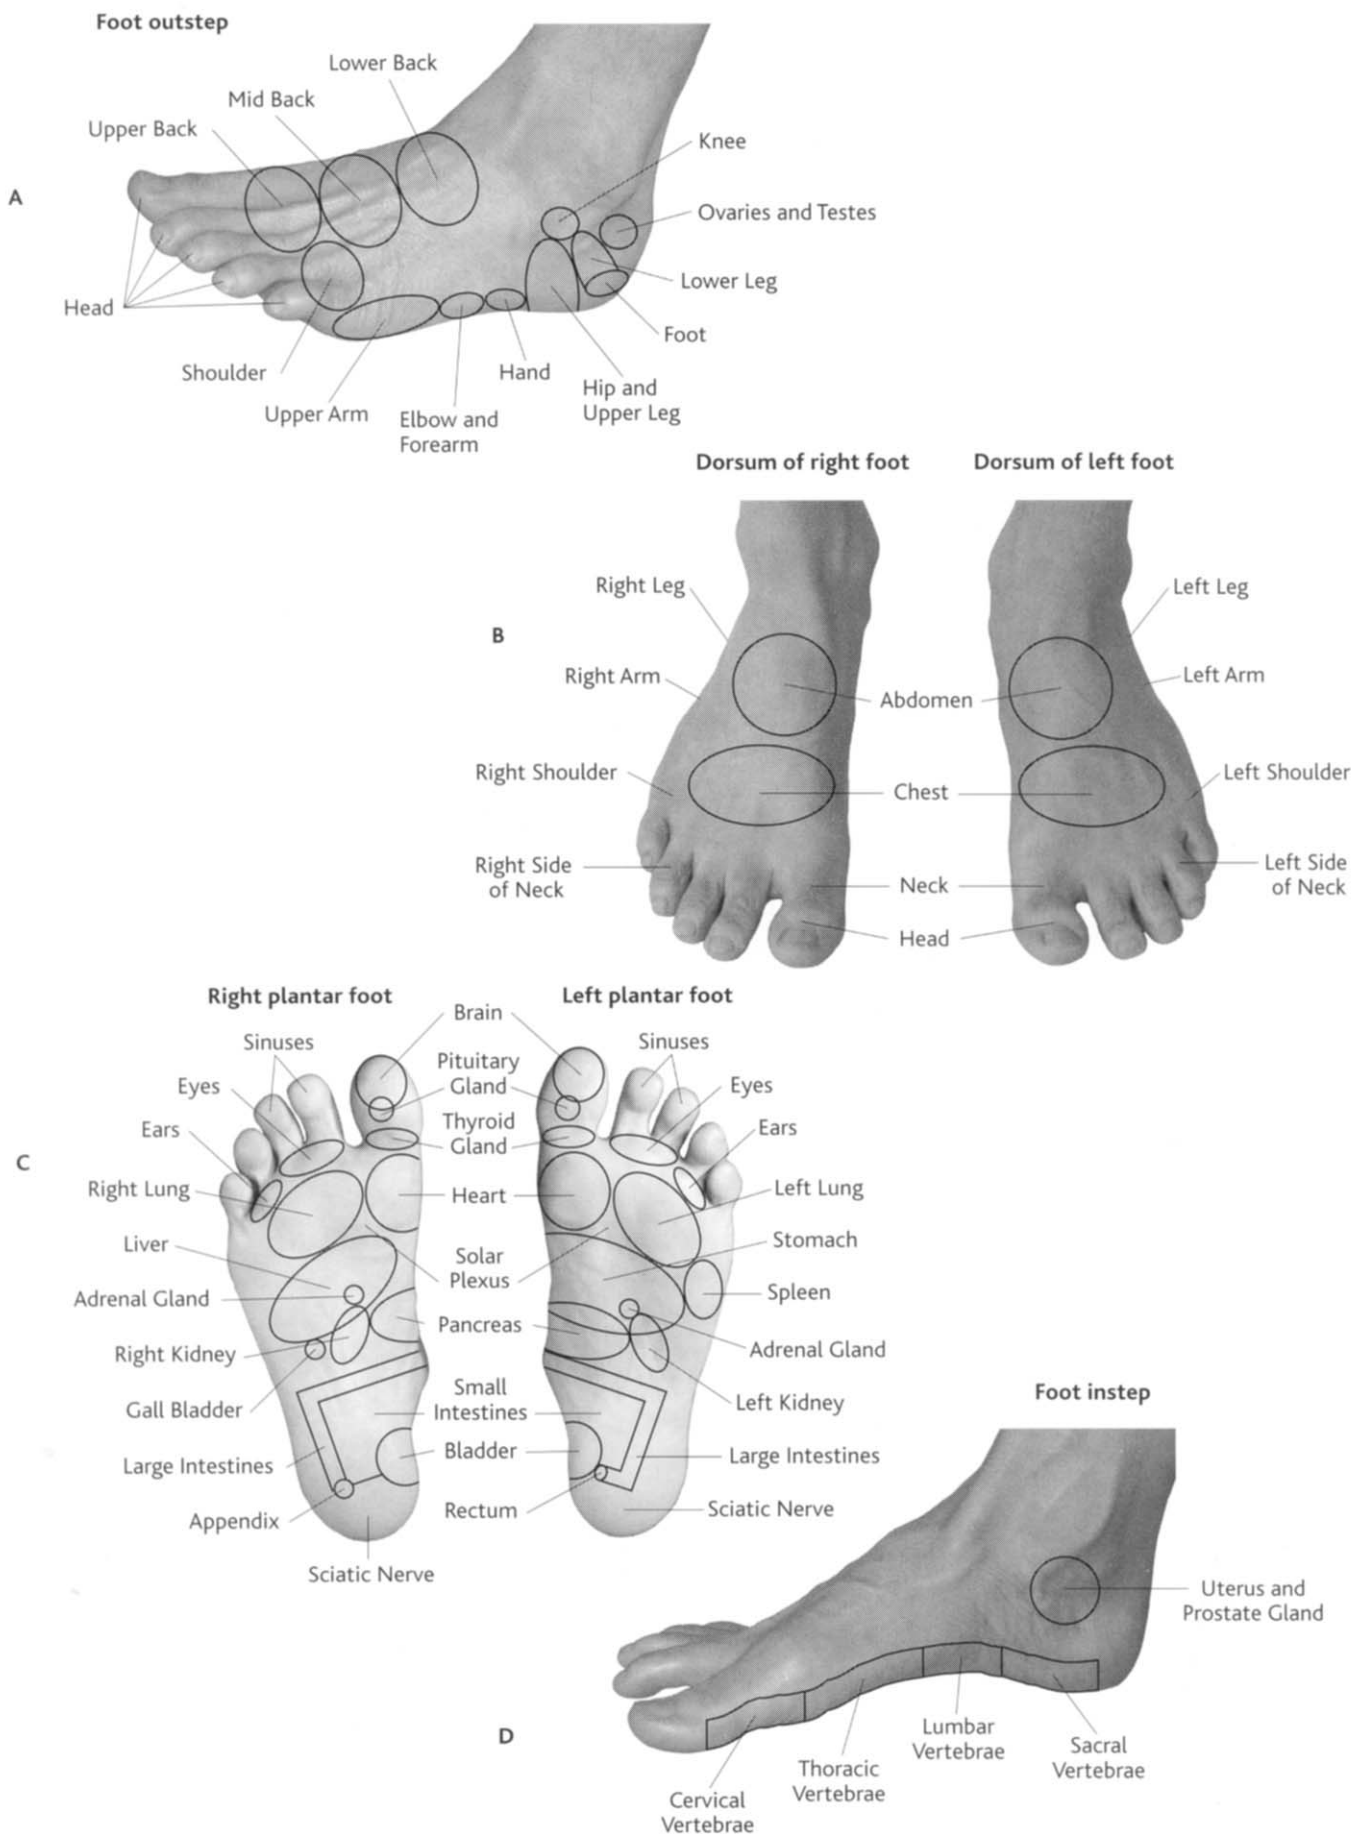 Foot outstep
Lower Back
Mid Back
Upper Back
Knee
A
Ovaries and Testes
Lower Leg
Head
Foot
Shoulder
Hand
Hip and
Upper Leg
Upper Arm
Elbow and
Forearm
Dorsum of right foot
Dorsum of left foot
Right Leg
Left Leg
B
Right Arm
Left Arm
Abdomen
Right Shoulder
Left Shoulder
Chest
Right Side
of Neck
Left Side
of Neck
Neck
Head
Right plantar foot
Left plantar foot
Brain
Sinuses
Sinuses
Pituitary
Gland
Eyes
Eyes
Thyroid
Gland
Ears
Ears
C
Right Lung
Heart
Left Lung
Liver
Solar
Plexus
Stomach
Adrenal Gland
Spleen
Pancreas
Right Kidney
Adrenal Gland
Small
Intestines
Left Kidney
Gall Bladder
Foot instep
Large Intestines
Bladder
Large Intestines
Appendix
Rectum
Sciatic Nerve
Sciatic Nerve
Uterus and
Prostate Gland
D
Lumbar
Vertebrae
Sacral
Vertebrae
Thoracic
Vertebrae
Cervical
Vertebrae